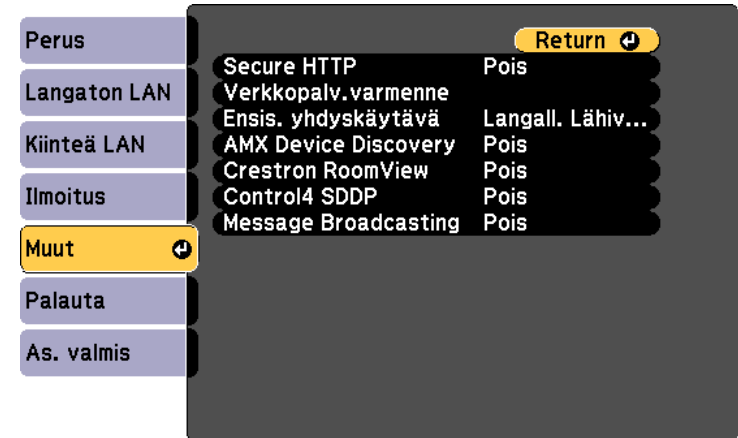 Perus
Langaton LAN
Kiinteä LAN
Ilmoitus
Muut
Palauta
As. valmis
Return
Secure HTTP Pois
Verkkopalv.varmenne
Ensis. yhdyskäytävä Langall. Lähiv...
AMX Device Discovery Pois
Crestron RoomView Pois
Control4 SDDP Pois
Message Broadcasting Pois